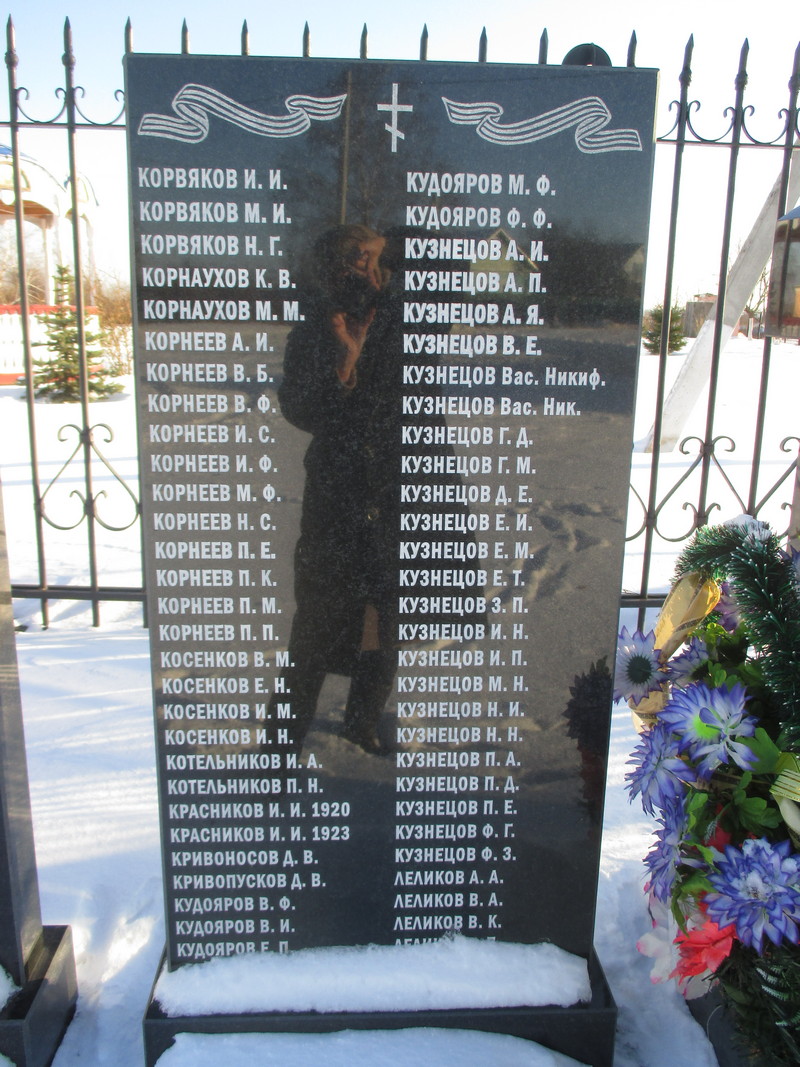 КОРВЯКОВ И. И.
КОРВЯКОВ М. И.
КОРВЯКОВ Н. Г.
КОРНАУХОВ К. В.
КОРНАУХОВ М. М.
КОРНЕЕВ А. И.
КОРНЕЕВ В. Б.
КОРНЕЕВ В. Ф.
КОРНЕЕВ И. С.
КОРНЕЕВ И. Ф.
КОРНЕЕВ М. Ф.
КОРНЕЕВ Н. С.
КОРНЕЕВ П. Е.
КОРНЕЕВ П. К.
КОРНЕЕВ П. М.
КОРНЕЕВ П. П.
КОСЕНКОВ В. М.
КОСЕНКОВ Е. Н.
КОСЕНКОВ И. М.
КОСЕНКОВ И. Н.
КОТЕЛЬНИКОВ И. А.
КОТЕЛЬНИКОВ П. Н.
КРАСНИКОВ И. И. 1920
КРАСНИКОВ И. И. 1923
КРИВОНОСОВ Д. В.
КРИВОПУСКОВ Д. В.
КУДОЯРОВ В. Ф.
КУДОЯРОВ В. И.
КУДОЯРОВ Е. П.
КУДОЯРОВ М. Ф.
КУДОЯРОВ Ф. Ф.
КУЗНЕЦОВ А. И.
КУЗНЕЦОВ А. П.
КУЗНЕЦОВ А. Я.
КУЗНЕЦОВ В. Е.
КУЗНЕЦОВ Вас. Никиф.
КУЗНЕЦОВ Вас. Ник.
КУЗНЕЦОВ Г. Д.
КУЗНЕЦОВ Г. М.
КУЗНЕЦОВ Д. Е.
КУЗНЕЦОВ Е. И.
КУЗНЕЦОВ Е. М.
КУЗНЕЦОВ Е. Т.
КУЗНЕЦОВ З. П.
КУЗНЕЦОВ И. Н.
КУЗНЕЦОВ И. П.
КУЗНЕЦОВ М. Н.
КУЗНЕЦОВ Н. И.
КУЗНЕЦОВ Н. Н.
КУЗНЕЦОВ П. А.
КУЗНЕЦОВ П. Д.
КУЗНЕЦОВ П. Е.
КУЗНЕЦОВ Ф. Г.
КУЗНЕЦОВ Ф. З.
ЛЕЛИКОВ А. А.
ЛЕЛИКОВ В. А.
ЛЕЛИКОВ В. К.